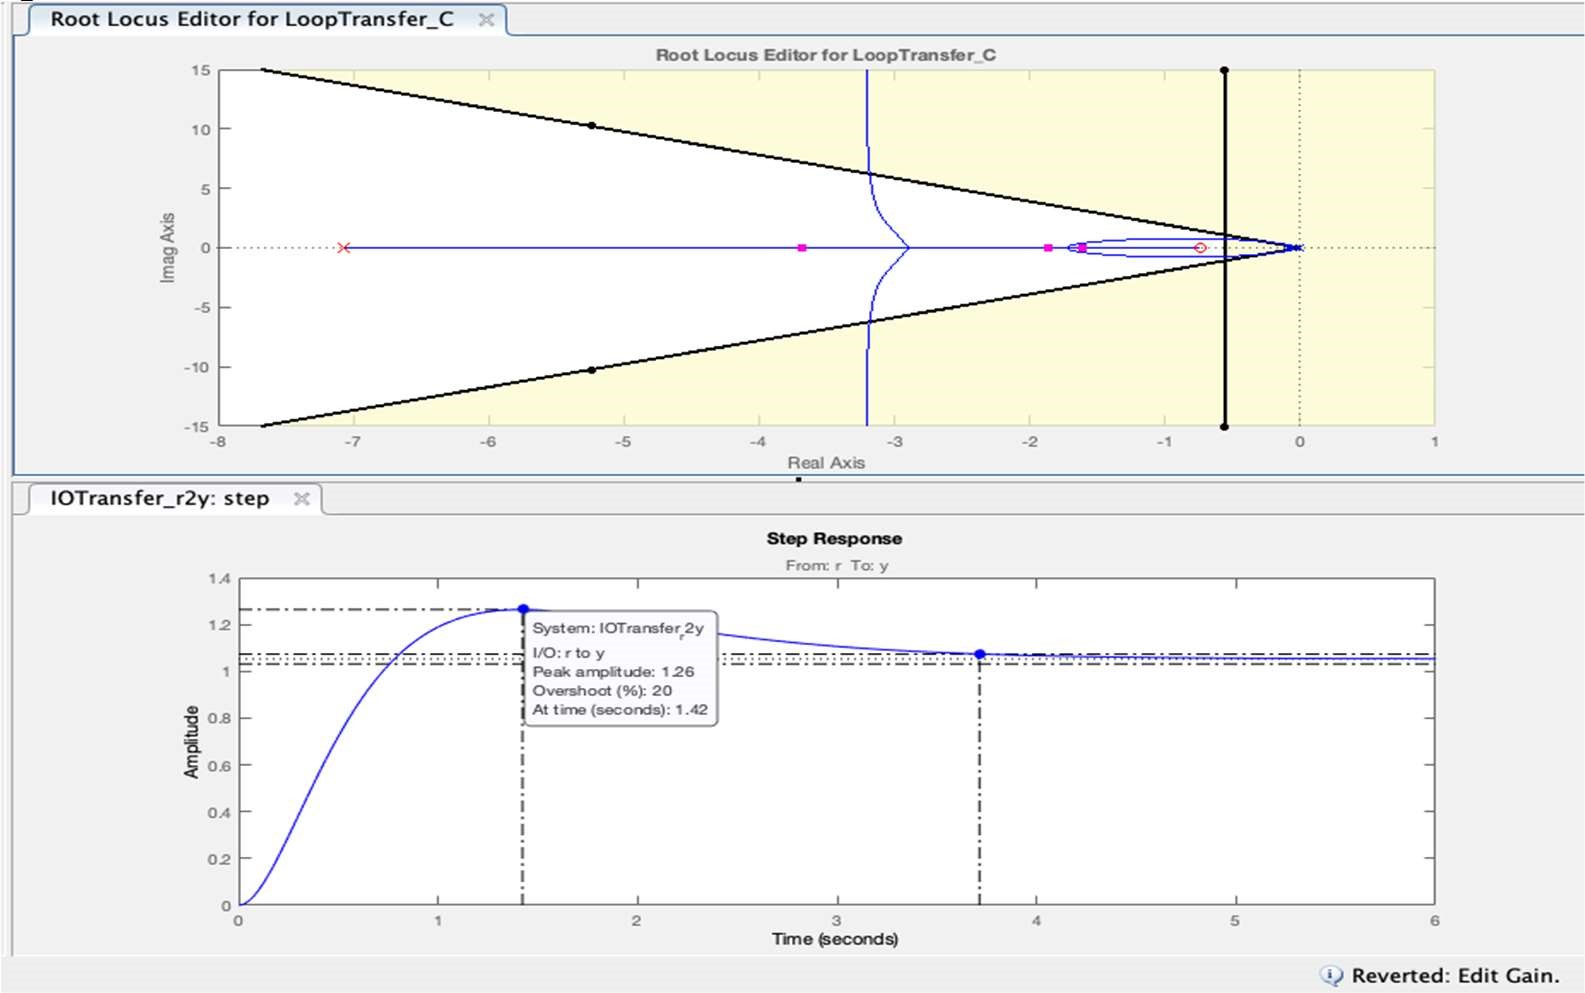 Root Locus Editor for LoopTransfer_C
Root Locus Editor for LoopTransfer_C
15
10
5
0
-5
-10
-15
Imag Axis
-8 -7 -6 -5 -4 -3 -2 -1 0 1
Real Axis
IOTransfer_r2y: step
Step Response
From: r To: y
1.4
1.2
1
0.8
0.6
0.4
0.2
0
Amplitude
System: IOTransfer_r2y
I/O: r to y
Peak amplitude: 1.26
Overshoot (%): 20
At time (seconds): 1.42
0 1 2 3 4 5 6
Time (seconds)
Reverted: Edit Gain.